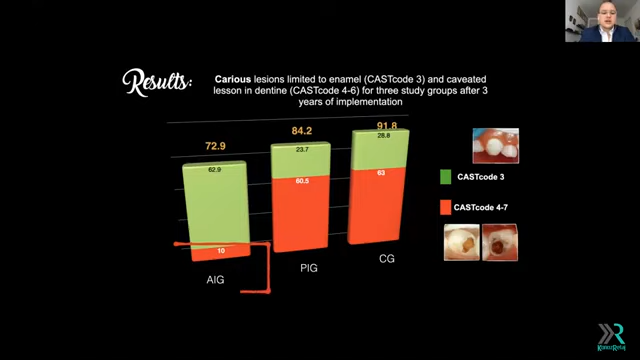 Results:
Carious lesions limited to enamel (CASTcode 3) and caveated
lesson in dentine (CASTcode 4-6) for three study groups after 3
years of implementation
72.9
84.2
91.8
62.9
23.7
28.8
10
60.5
63
AIG
PIG
CG
CASTcode 3
CASTcode 4-7